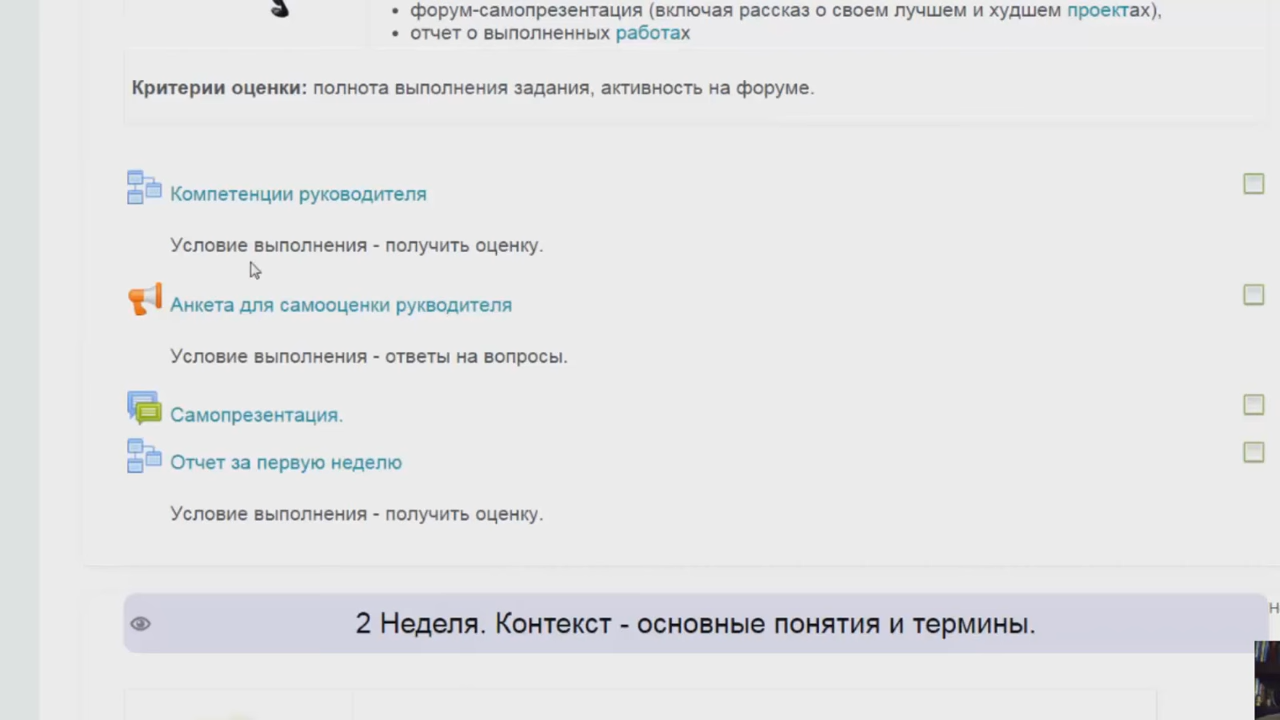 форум-самопрезентация (включая рассказ о своем лучшем и худшем проектах),
отчет о выполненных работах
Критерии оценки: полнота выполнения задания, активность на форуме.
Компетенции руководителя
Условие выполнения - получить оценку.
Анкета для самооценки рукводителя
Условие выполнения - ответы на вопросы.
Самопрезентация.
Отчет за первую неделю
Условие выполнения - получить оценку.
2 Неделя. Контекст - основные понятия и термины.